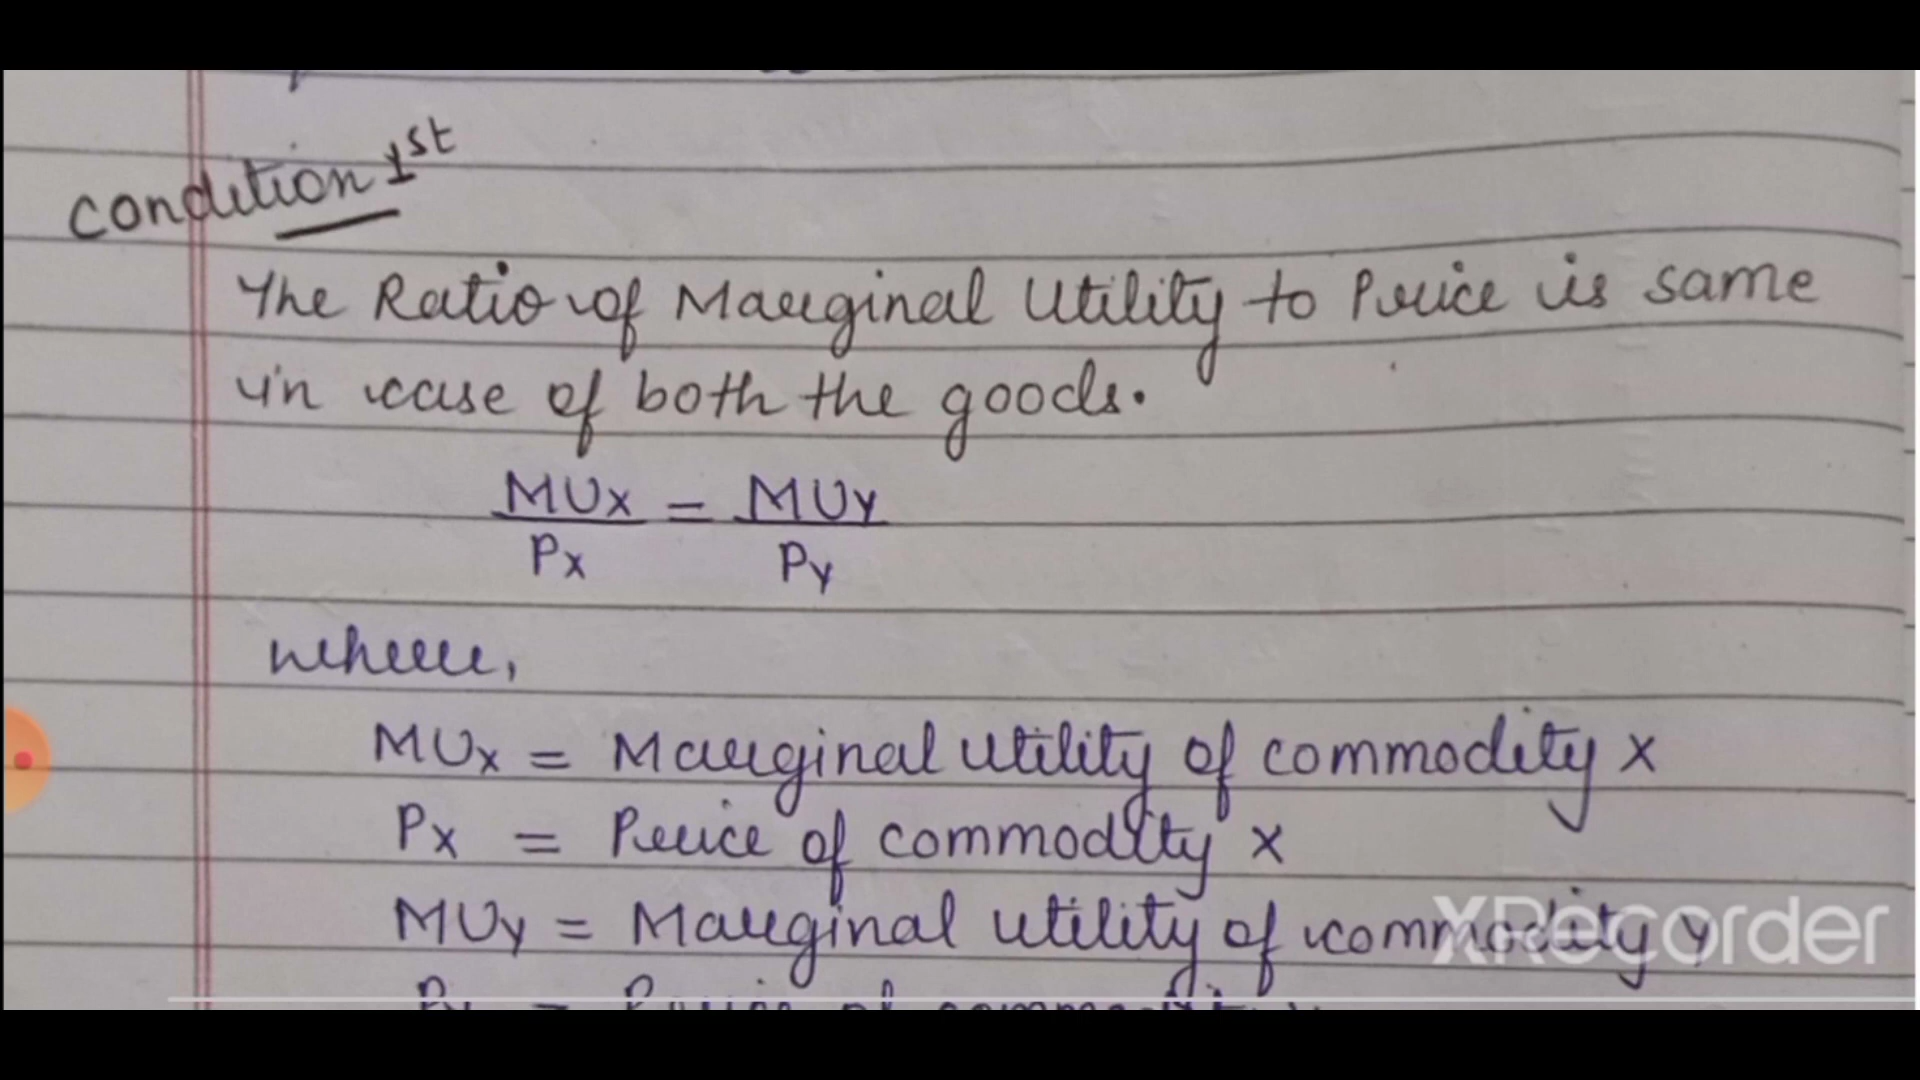 Condition 1st
The Ratio of Marginal Utility to Price is same
in case of both the goods.
MUx = MUy
Px Py
where,
MUx = Marginal utility of commodity x
Px = Price of commodity x
MUy = Marginal utility of commodity y
XRecorder